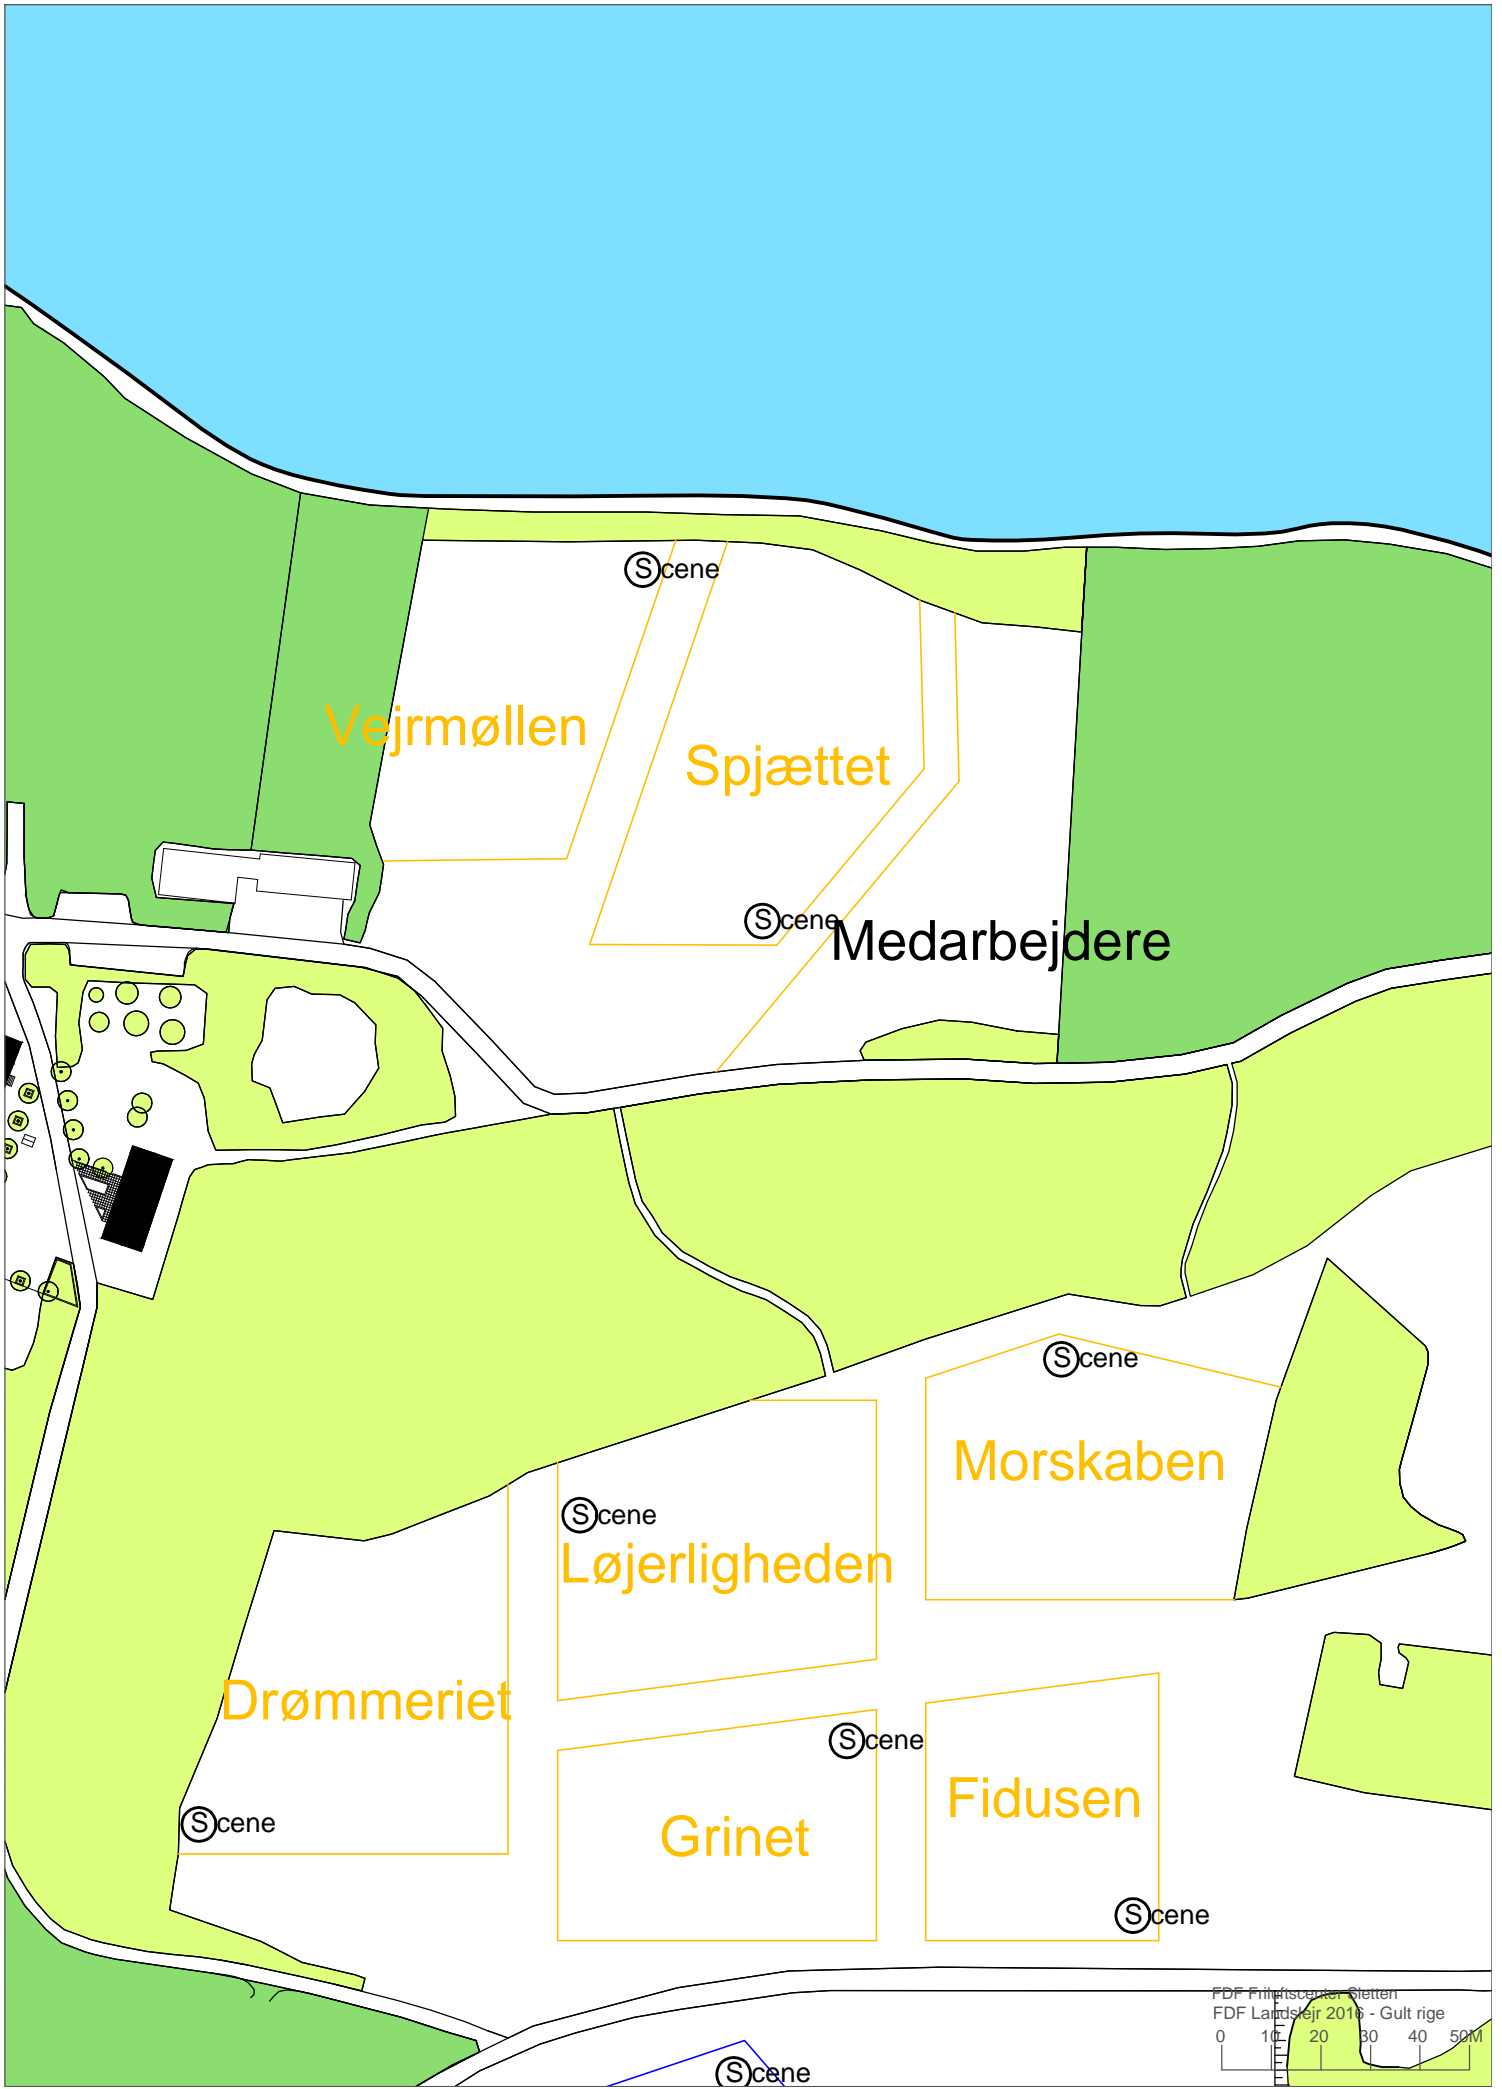 Scene
Vejrmøllen
Spjættet
Scene
Medarbejdere
Scene
Morskaben
Scene
Løjerligheden
Drømmeriet
Scene
Fidusen
Scene
Grinet
Scene
FDF Friluftscenter Sletten
FDF Landslejr 2016 - Gult rige
0 10 20 30 40 50M
Scene